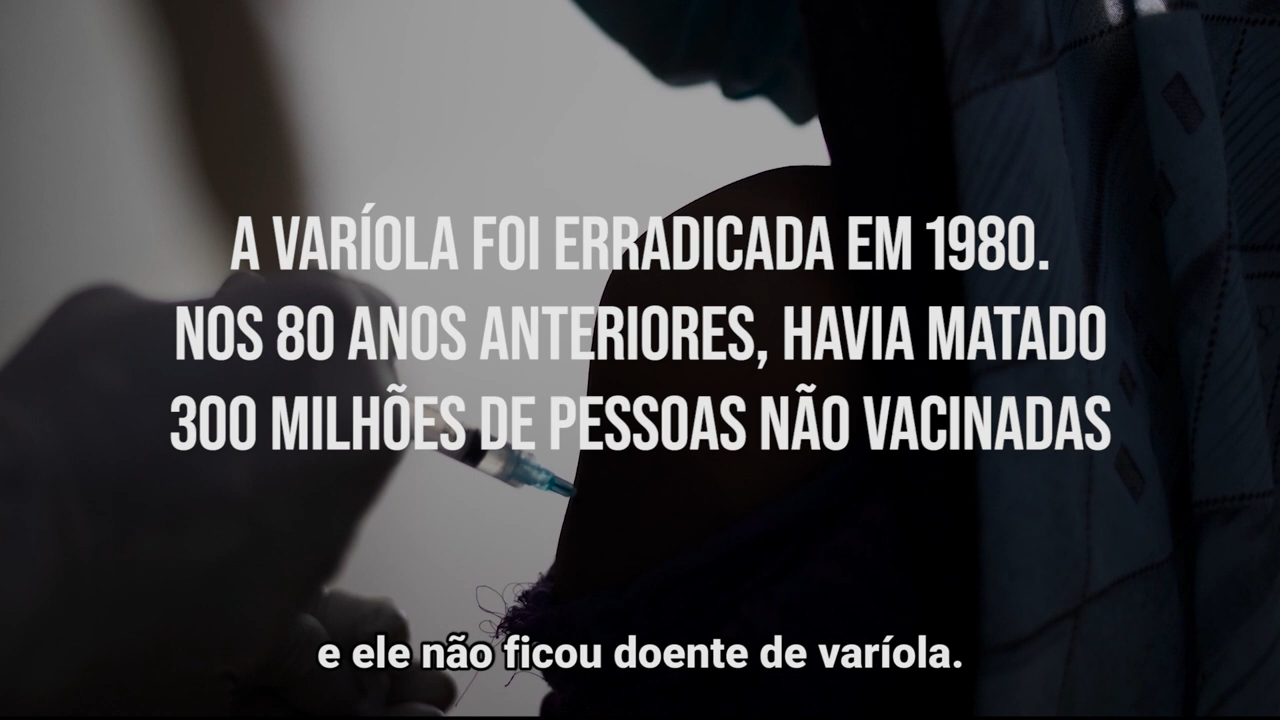 A VARÍOLA FOI ERRADICADA EM 1980.
NOS 80 ANOS ANTERIORES, HAVIA MATADO
300 MILHÕES DE PESSOAS NÃO VACINADAS
e ele não ficou doente de varíola.